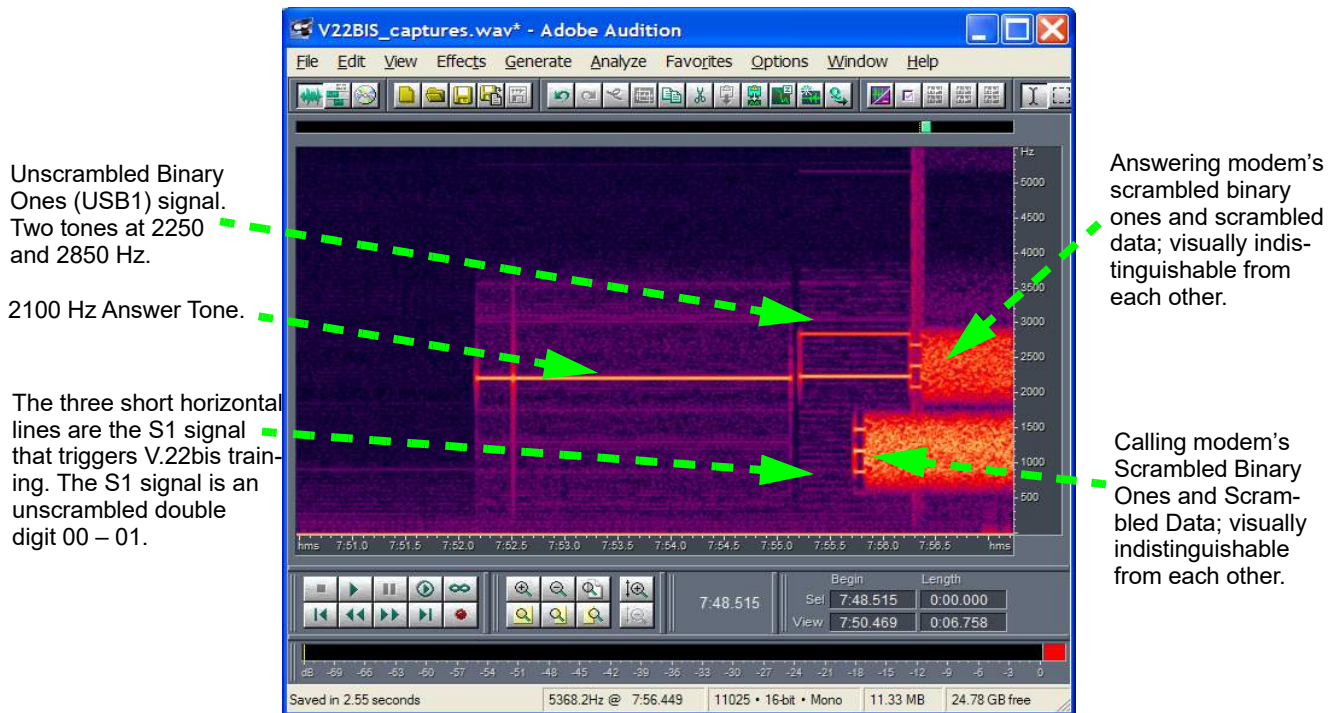 V22BIS_captures.wav* - Adobe Audition
File Edit View Effects Generate Analyze Favorites Options Window Help
Unscrambled Binary
Ones (USB1) signal.
Two tones at 2250
and 2850 Hz.
2100 Hz Answer Tone.
The three short horizontal
lines are the S1 signal
that triggers V.22bis train-
ing. The S1 signal is an
unscrambled double
digit 00 – 01.
Hz
5000
4500
4000
3500
3000
2500
2000
1500
1000
500
hms 7:51.0 7:51.5 7:52.0 7:52.5 7:53.0 7:53.5 7:54.0 7:54.5 7:55.0 7:55.5 7:56.0 7:56.5 hms
Answering modem's
scrambled binary
ones and scrambled
data; visually indis-
tinguishable from
each other.
Calling modem's
Scrambled Binary
Ones and Scram-
bled Data; visually
indistinguishable
from each other.
7:48.515
Begin Length
Sel 7:48.515 0:00.000
View 7:50.469 0:06.758
dB -69 -66 -63 -60 -57 -54 -51 -48 -45 -42 -39 -36 -33 -30 -27 -24 -21 -18 -15 -12 -9 -6 -3 0
Saved in 2.55 seconds 5368.2Hz @ 7:56.449 11025 • 16-bit • Mono 11.33 MB 24.78 GB free